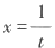 x = 1/ℓ